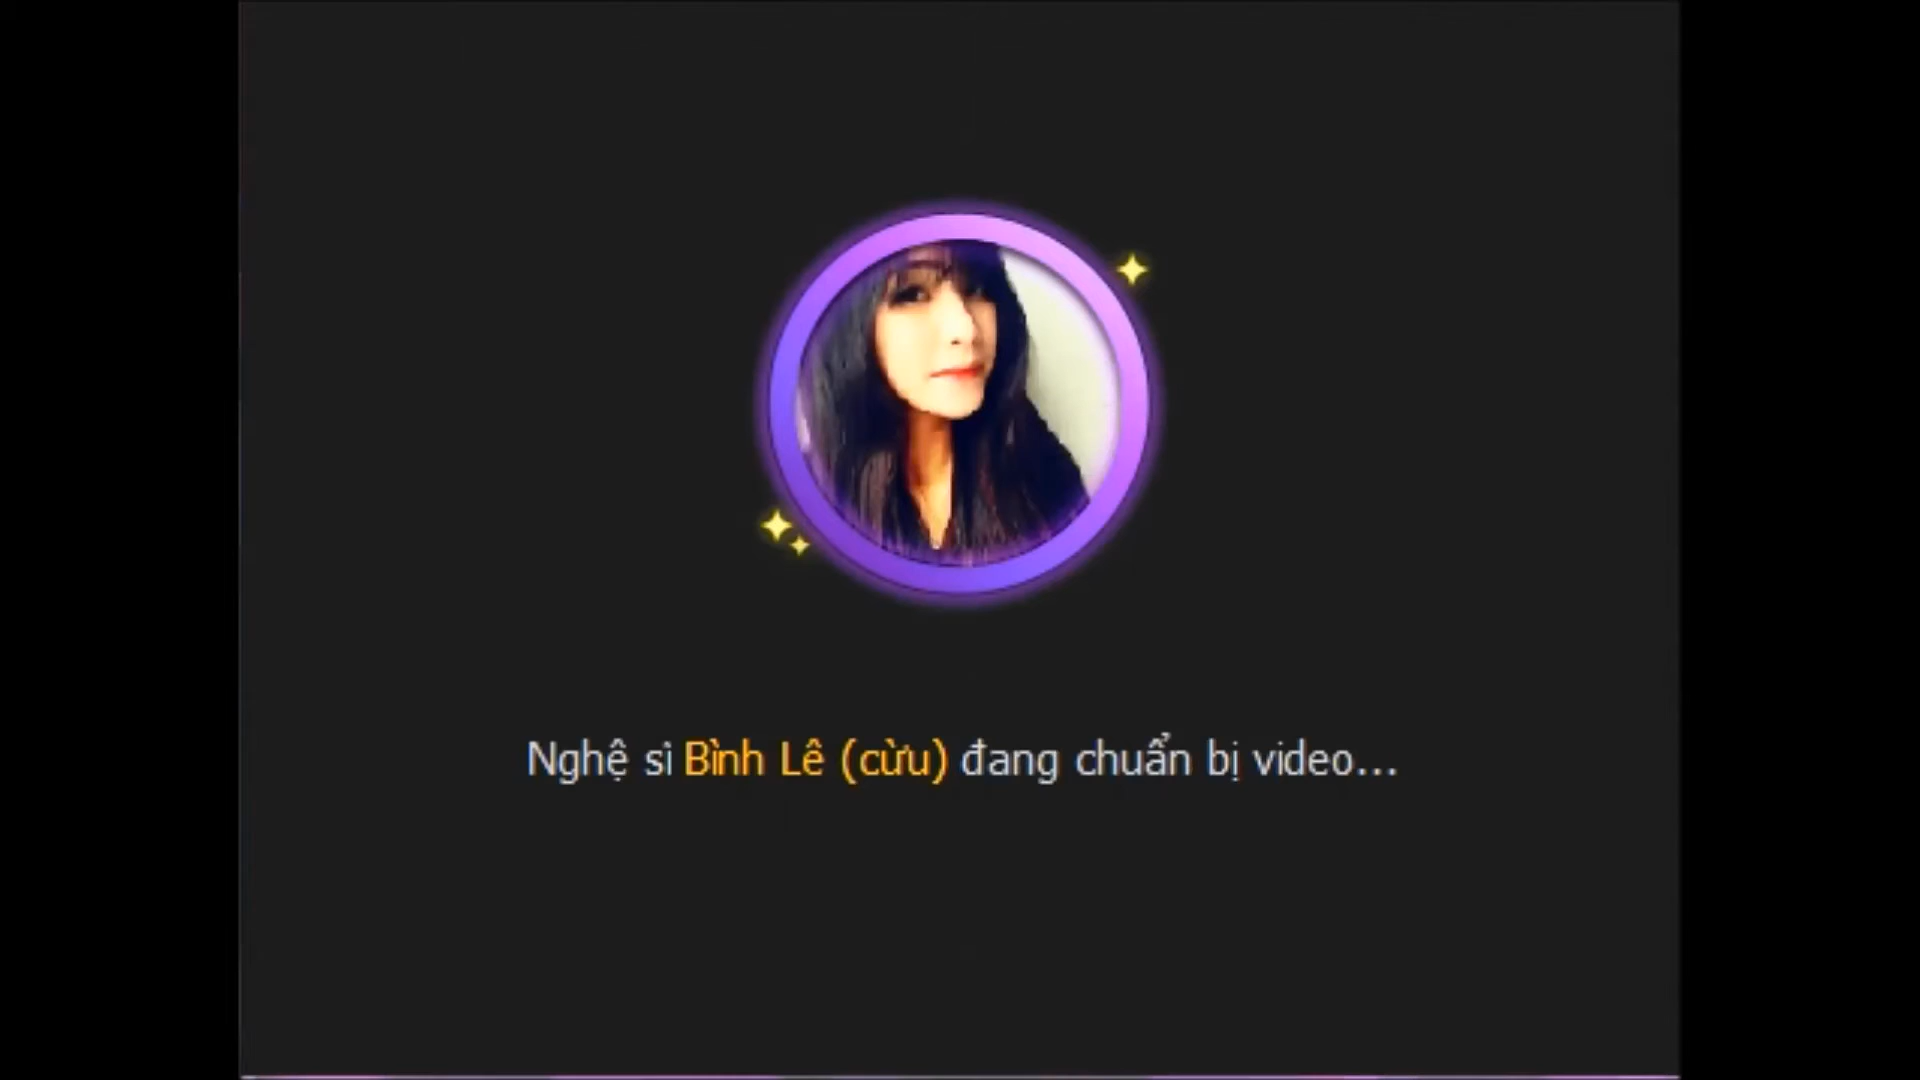 Nghệ sĩ Bình Lê (cừu) đang chuẩn bị video...